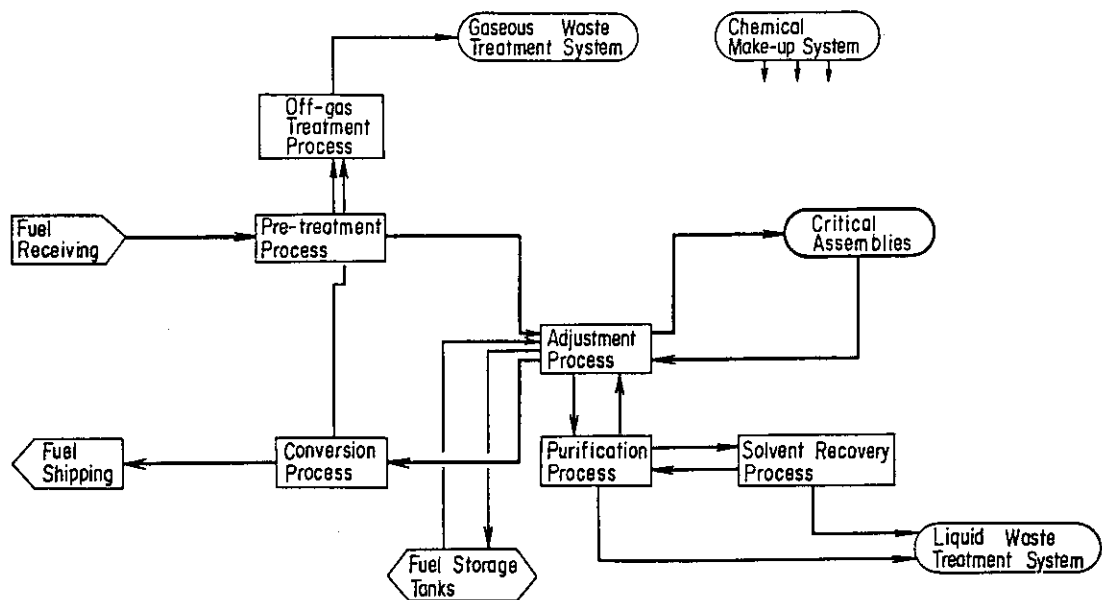 Gaseous Waste
Treatment System
Chemical
Make-up System
Off-gas
Treatment
Process
Fuel
Receiving
Pre-treatment
Process
Critical
Assemblies
Adjustment
Process
Fuel
Shipping
Conversion
Process
Purification
Process
Solvent Recovery
Process
Fuel Storage
Tanks
Liquid Waste
Treatment System